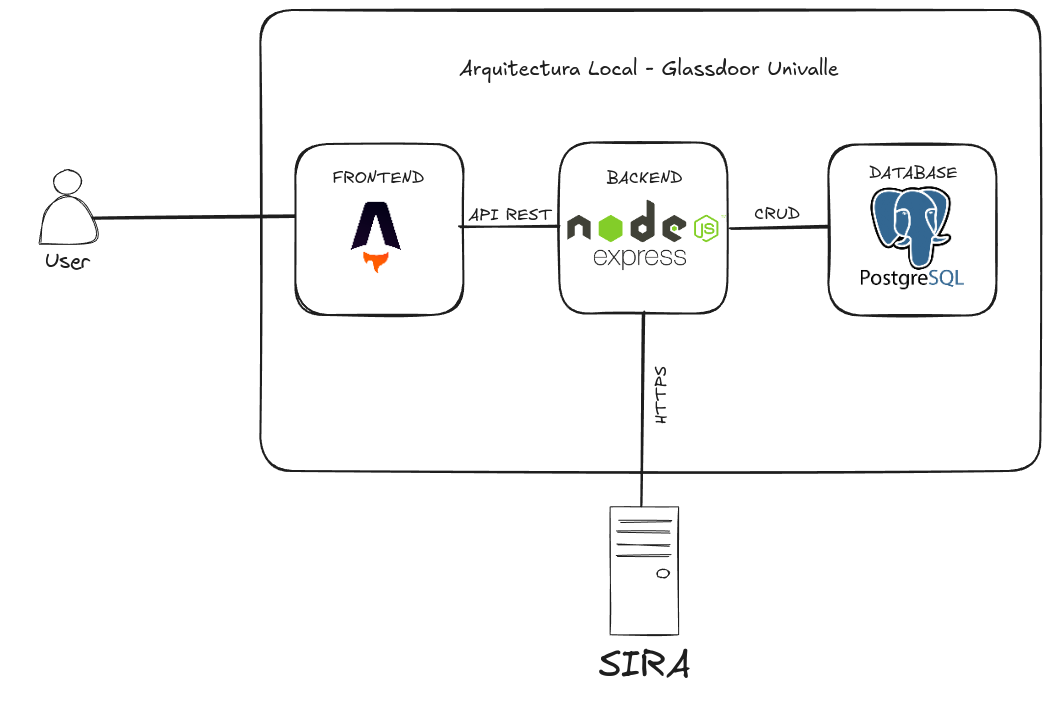 Arquitectura Local - Glassdoor Univalle
FRONTEND
BACKEND
DATABASE
API REST
node JS
express
CRUD
PostgreSQL
User
HTTPS
SIRA